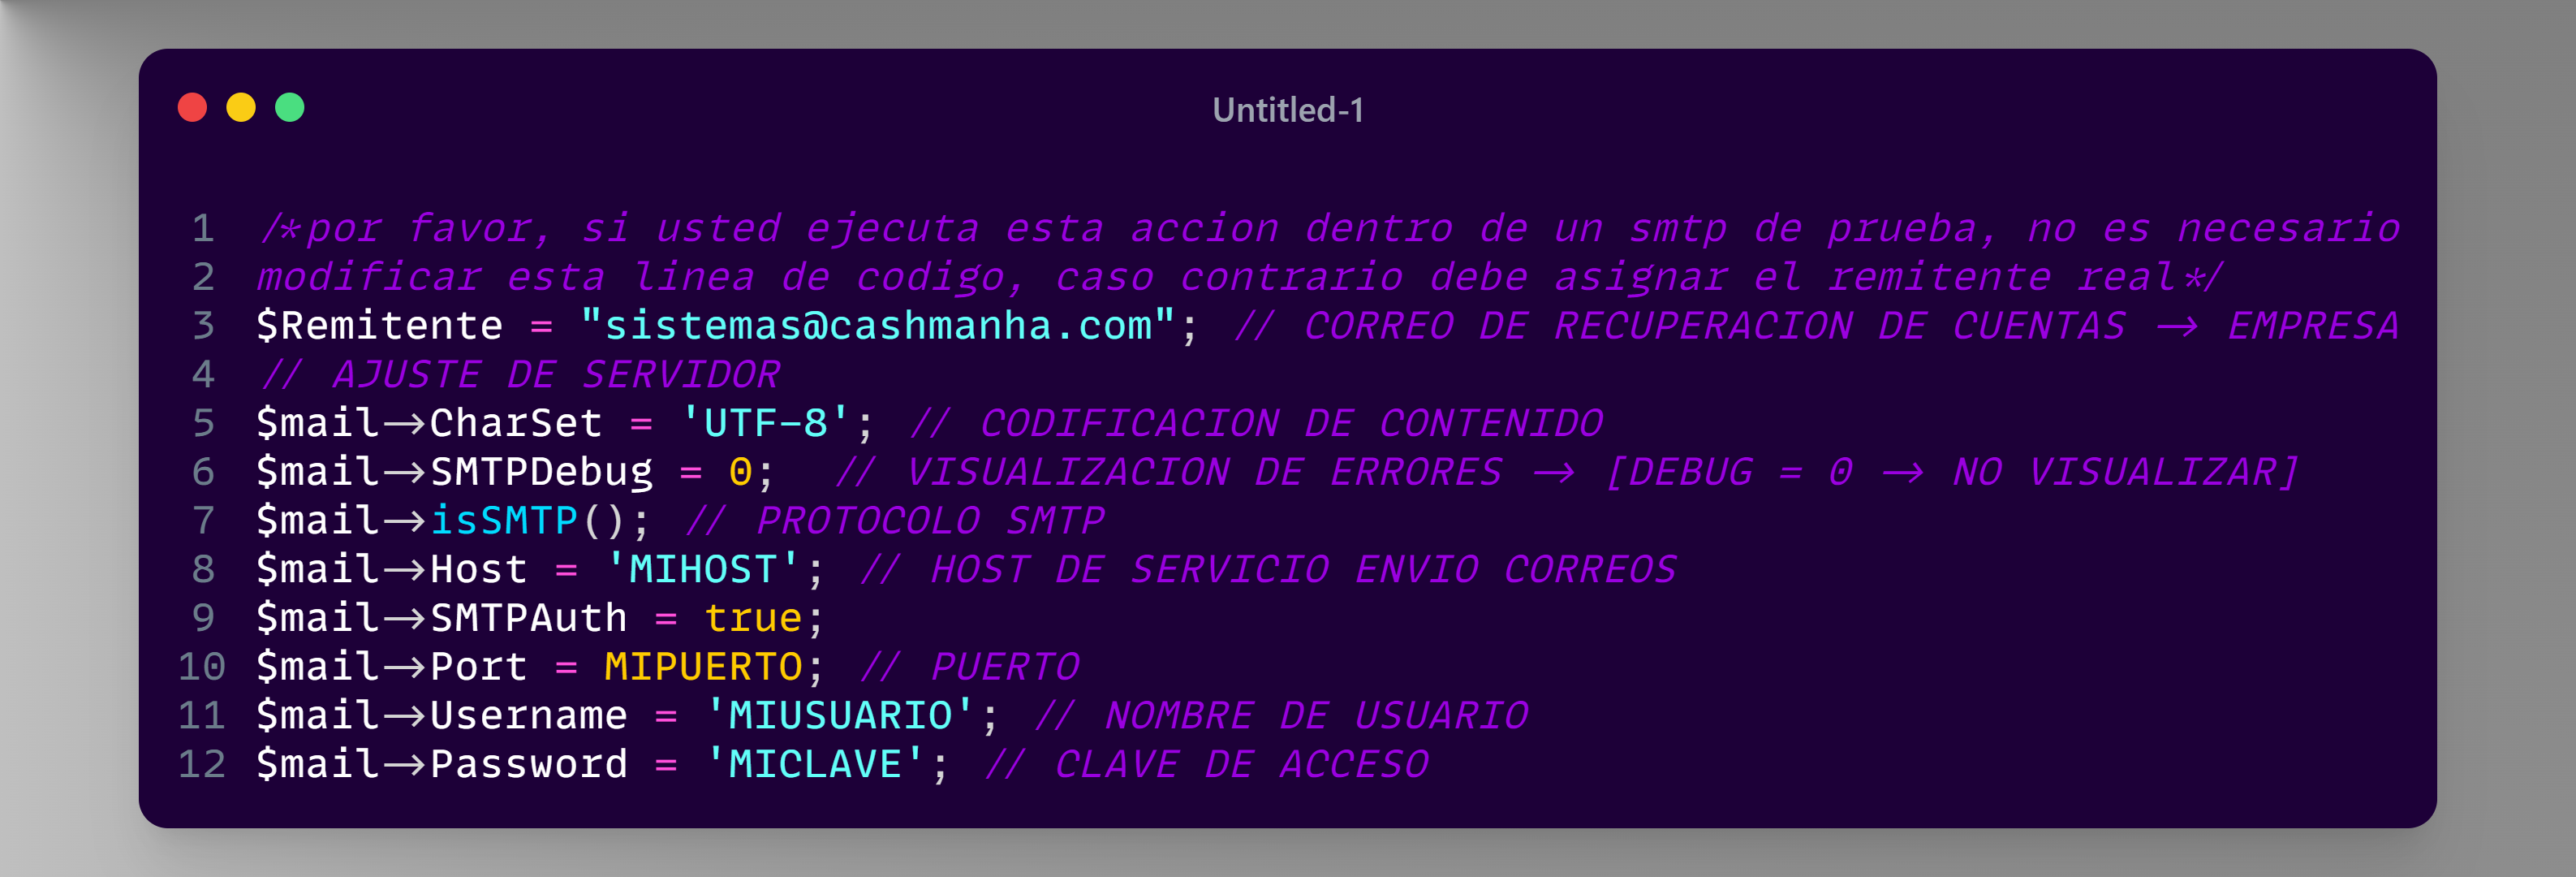 Untitled-1
1 /*por favor, si usted ejecuta esta accion dentro de un smtp de prueba, no es necesario
2 modificar esta linea de codigo, caso contrario debe asignar el remitente real*/
3 $Remitente = "sistemas@cashmanha.com"; // CORREO DE RECUPERACION DE CUENTAS -> EMPRESA
4 // AJUSTE DE SERVIDOR
5 $mail->CharSet = 'UTF-8'; // CODIFICACION DE CONTENIDO
6 $mail->SMTPDebug = 0;   // VISUALIZACION DE ERRORES -> [DEBUG = 0 -> NO VISUALIZAR]
7 $mail->isSMTP(); // PROTOCOLO SMTP
8 $mail->Host = 'MIHOST'; // HOST DE SERVICIO ENVIO CORREOS
9 $mail->SMTPAuth = true;
10 $mail->Port = MIPUERTO; // PUERTO
11 $mail->Username = 'MIUSUARIO'; // NOMBRE DE USUARIO
12 $mail->Password = 'MICLAVE'; // CLAVE DE ACCESO